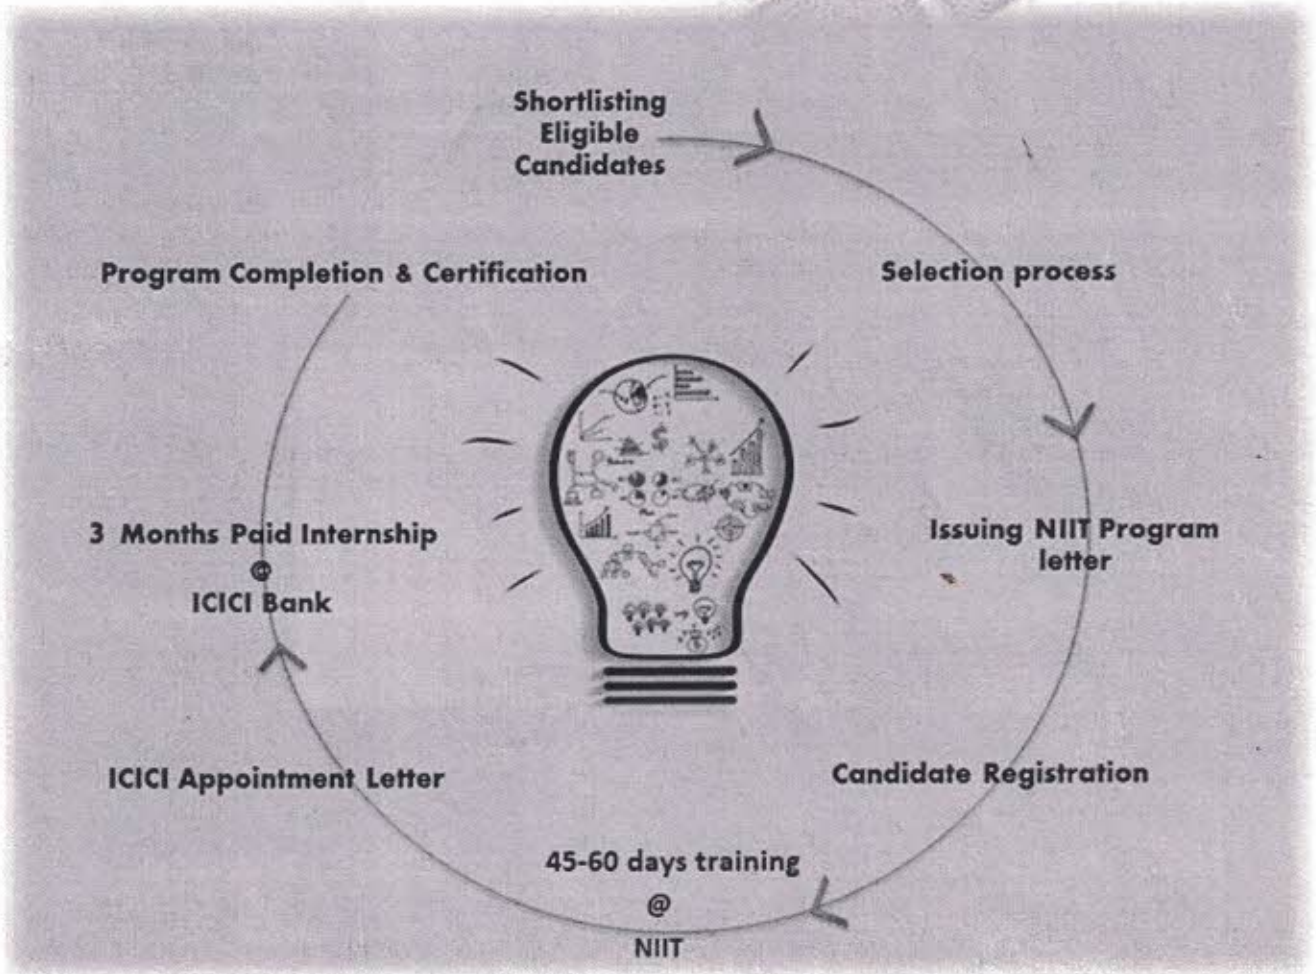 Shortlisting
Eligible
Candidates
Selection process
Issuing NIIT Program
letter
Candidate Registration
45-60 days training
@
NIIT
ICICI Appointment Letter
3 Months Paid Internship
@
ICICI Bank
Program Completion & Certification
$